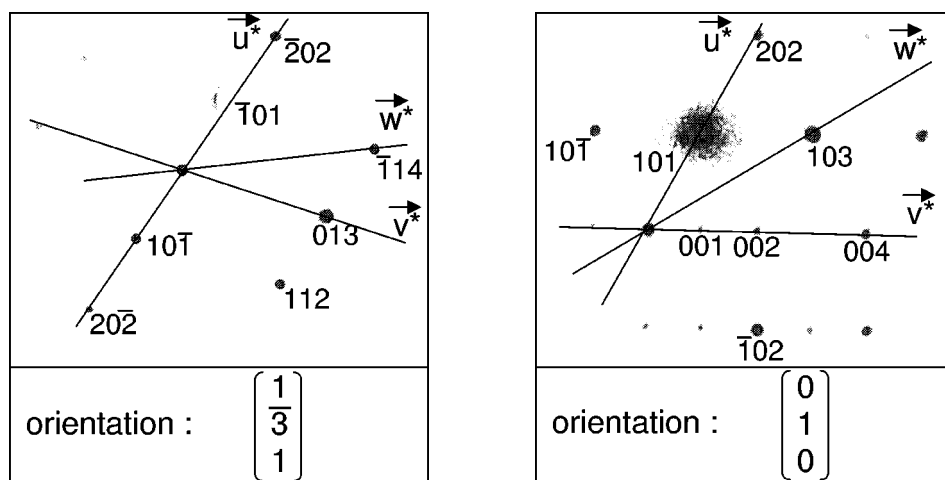 u*
2̄02
1̄01
w*
1̄14
v*
013
101̄
112
202̄
orientation :
1
3̄
1
u*
202
w*
101̄
101
103
v*
001 002 004
1̄02
orientation :
0
1
0